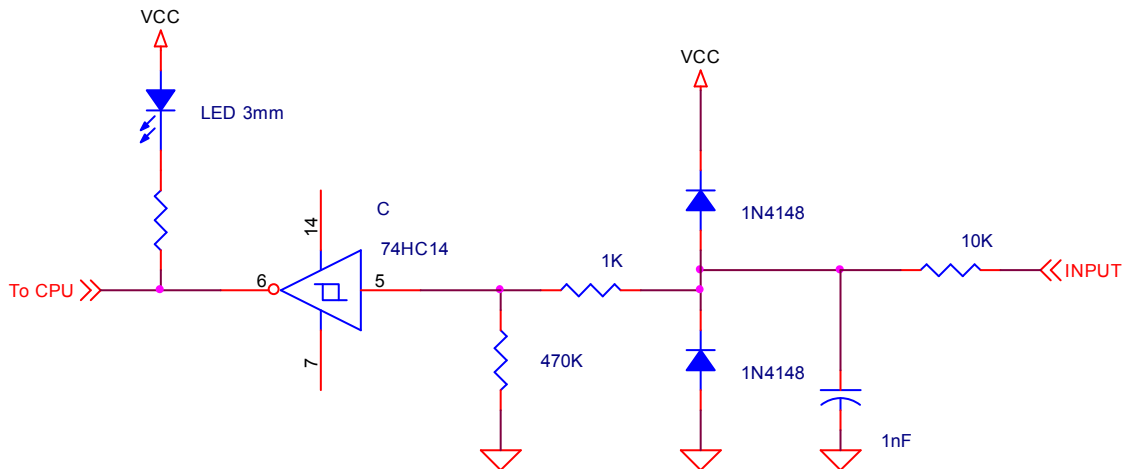 VCC
VCC
LED 3mm
1N4148
14
C
74HC14
10K
1K
To CPU
6
5
INPUT
7
470K
1N4148
1nF